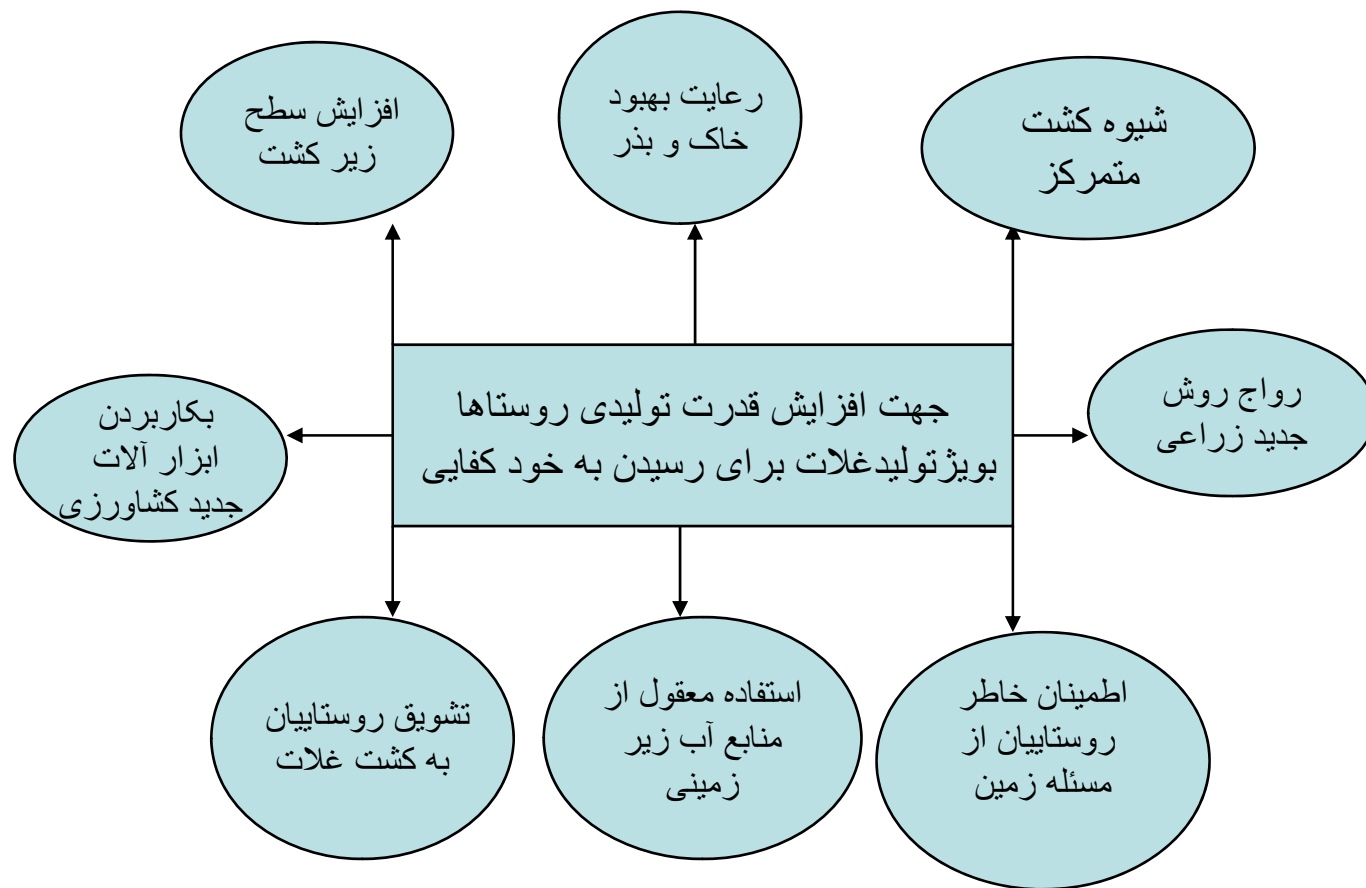 شیوه کشت
متمرکز
رعایت بهبود
خاک و بذر
افزایش سطح
زیر کشت
رواج روش
جدید زراعی
جهت افزایش قدرت تولیدی روستاها
بویژتولیدغلات برای رسیدن به خود کفایی
بکاربردن
ابزار آلات
جدید کشاورزی
اطمینان خاطر
روستاییان از
مسئله زمین
استفاده معقول از
منابع آب زیر
زمینی
تشویق روستاییان
به کشت غلات